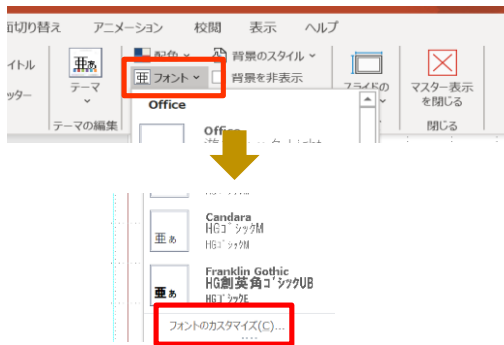 面切り替え アニメーション 校閲 表示 ヘルプ
イトル
ッター
亜あ
テーマ
テーマの編集
配色
亜 フォント
背景のスタイル
背景を非表示
スライドの
マスター表示
を閉じる
閉じる
Office
Office
亜あ
Candara
HGゴシックM
HGゴシックM
亜あ
Franklin Gothic
HG創英角ゴシックUB
HGゴシックE
フォントのカスタマイズ(C)...